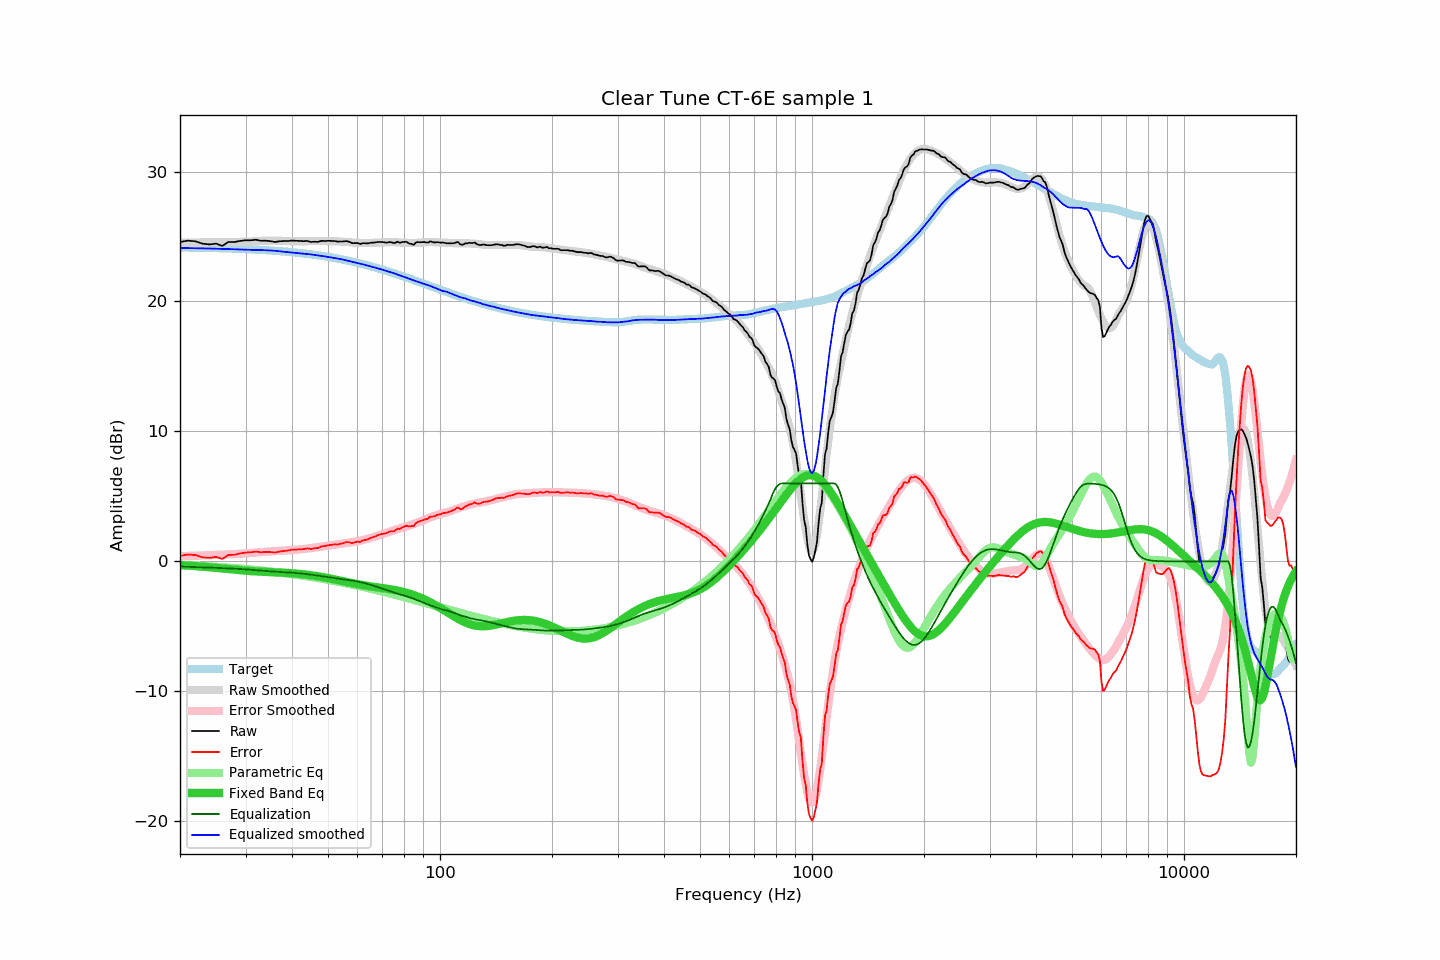 Clear Tune CT-6E sample 1
30
20
10
0
−10
−20
Amplitude (dBr)
Target
Raw Smoothed
Error Smoothed
Raw
Error
Parametric Eq
Fixed Band Eq
Equalization
Equalized smoothed
100
1000
10000
Frequency (Hz)